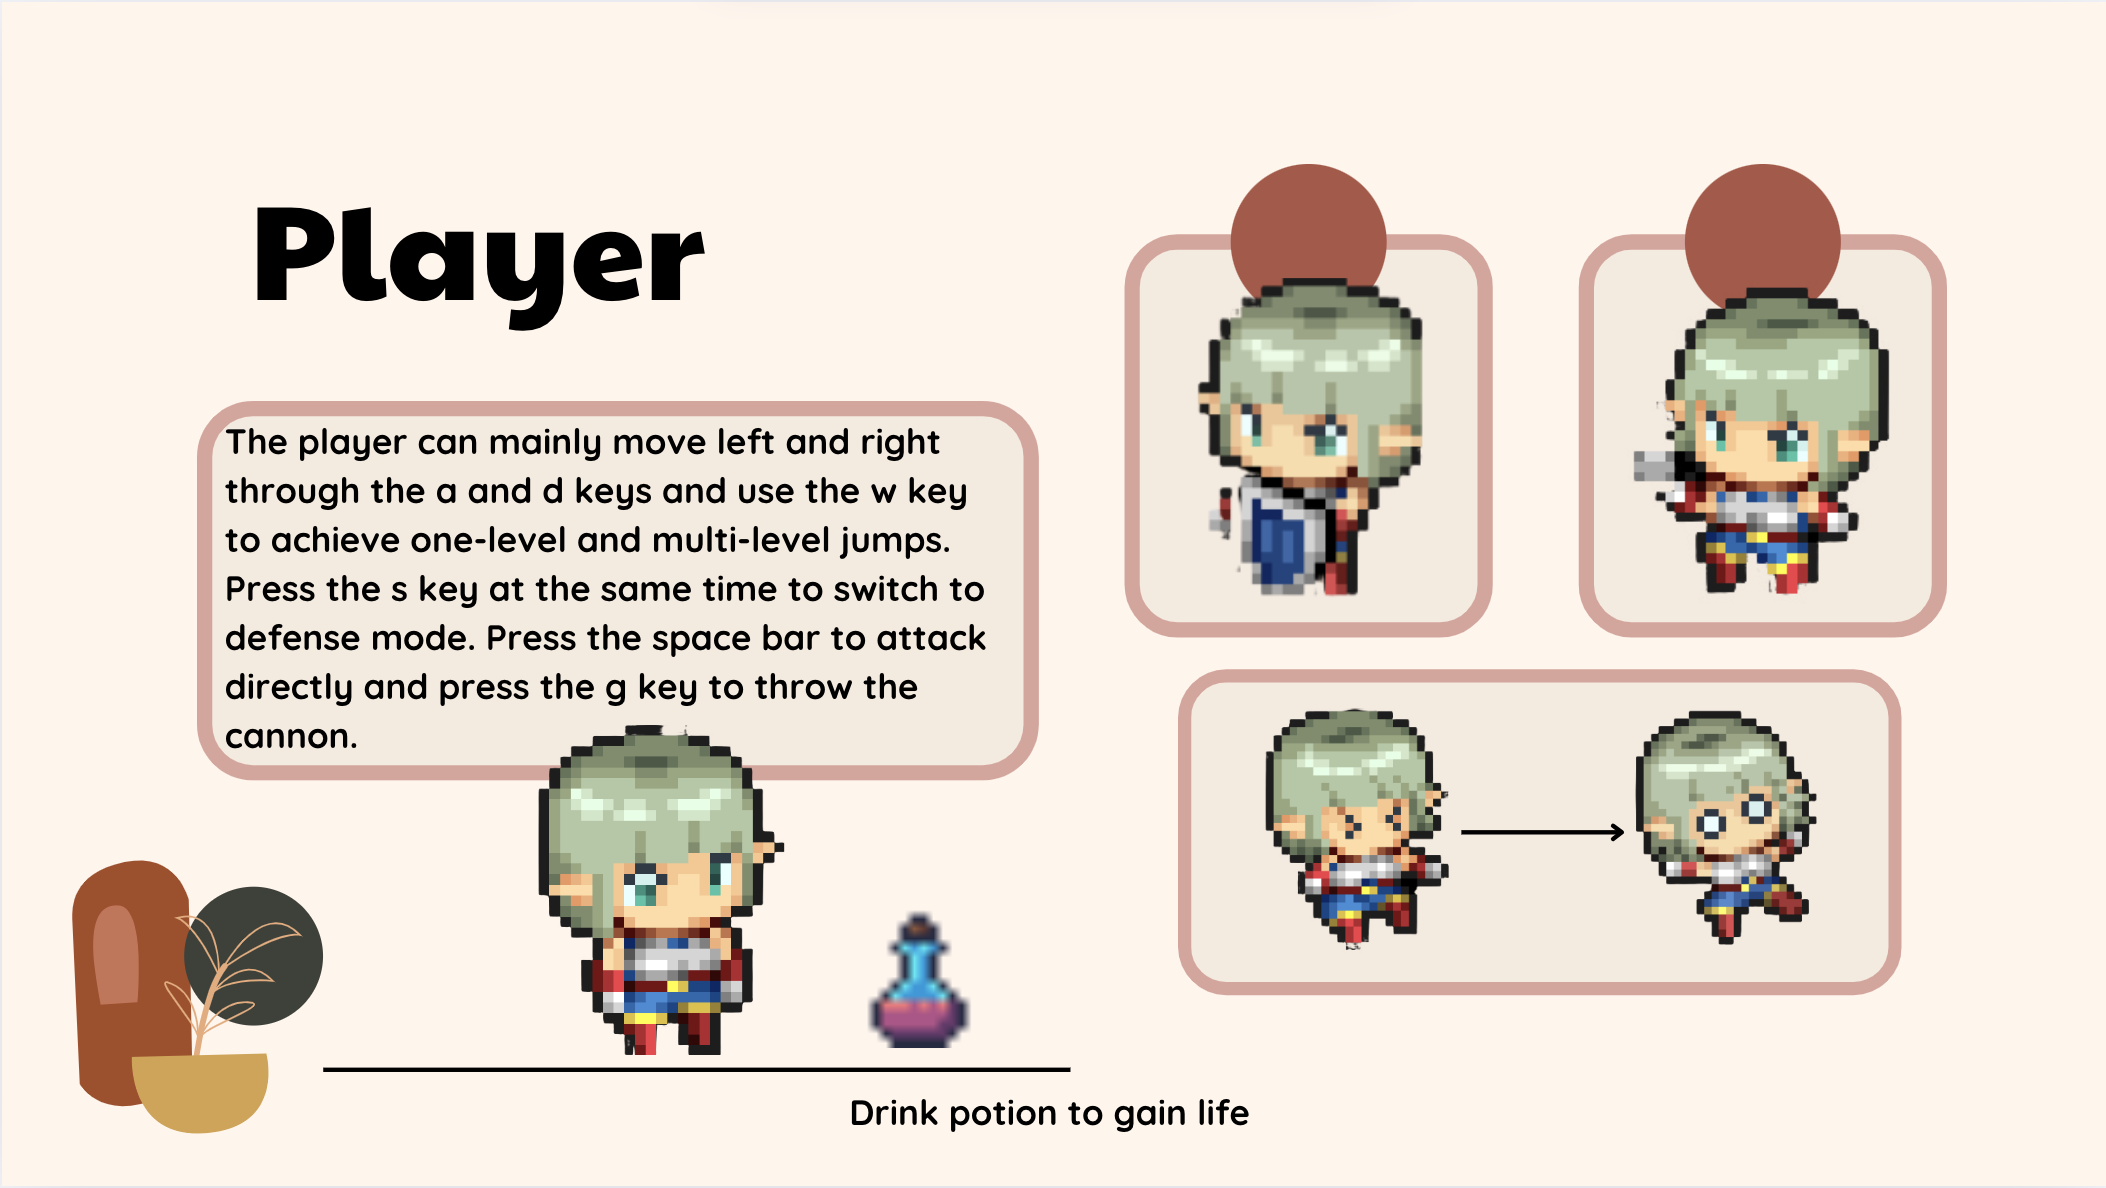 Player
The player can mainly move left and right
through the a and d keys and use the w key
to achieve one-level and multi-level jumps.
Press the s key at the same time to switch to
defense mode. Press the space bar to attack
directly and press the g key to throw the
cannon.
Drink potion to gain life